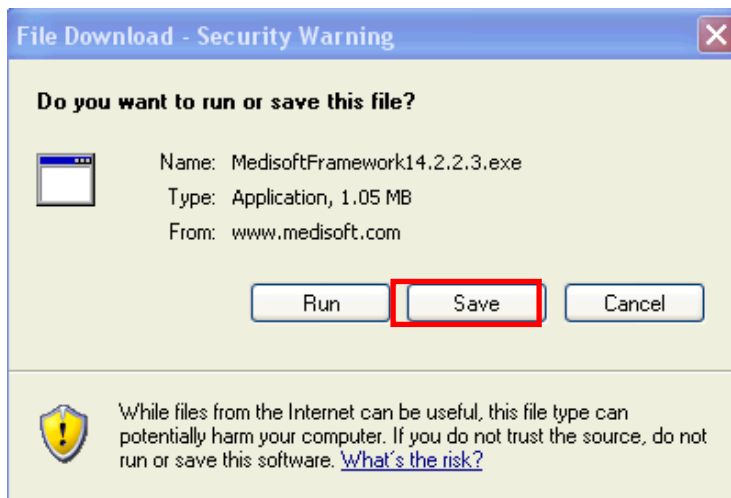 File Download - Security Warning
Do you want to run or save this file?
Name: MedisoftFramework14.2.2.3.exe
Type: Application, 1.05 MB
From: www.medisoft.com
Run Save Cancel
While files from the Internet can be useful, this file type can
potentially harm your computer. If you do not trust the source, do not
run or save this software. What's the risk?